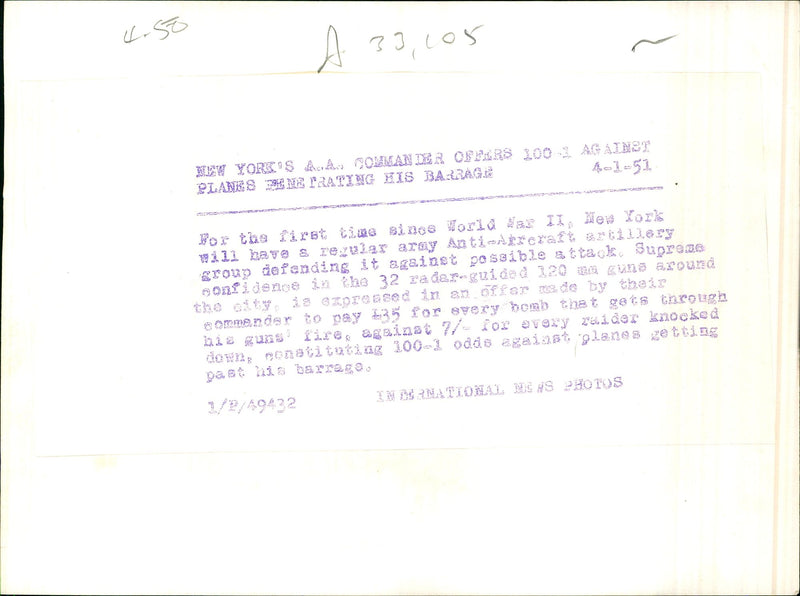 4.50
A 33,105
NEW YORK'S A.A. COMMANDER OFFERS 100-1 AGAINST
PLANES PENETRATING HIS BARRAGE 4-1-51
For the first time since World War II, New York
will have a regular army Anti-Aircraft artillery
group defending it against possible attack. Supreme
confidence in the 32 radar-guided 120 mm guns around
the city, is expressed in an offer made by their
commander to pay £35 for every bomb that gets through
his guns' fire, against 7/- for every raider knocked
down, constituting 100-1 odds against planes getting
past his barrage.
1/P/49432 INTERNATIONAL NEWS PHOTOS